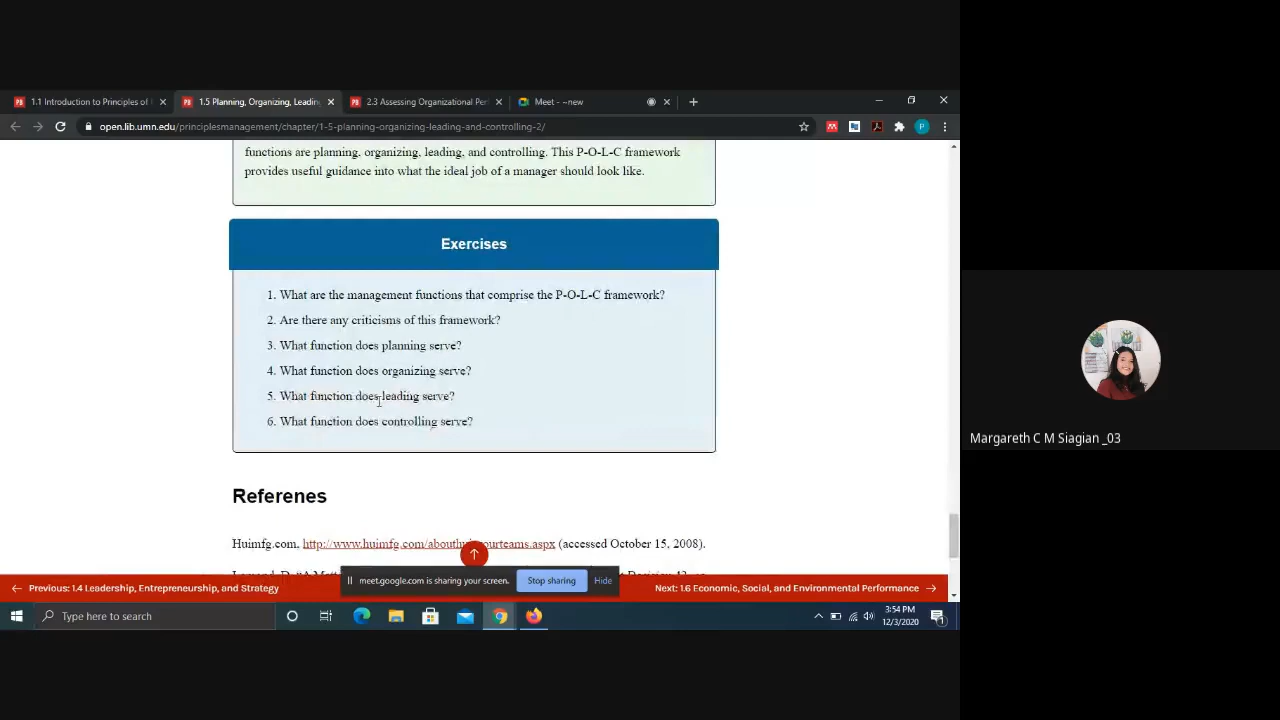 1.1 Introduction to Principles of
1.5 Planning, Organizing, Leadin
2.3 Assessing Organizational Per
Meet - ~new
open.lib.umn.edu/principlesmanagement/chapter/1-5-planning-organizing-leading-and-controlling-2/
P
functions are planning, organizing, leading, and controlling. This P-O-L-C framework
provides useful guidance into what the ideal job of a manager should look like.
Exercises
1. What are the management functions that comprise the P-O-L-C framework?
2. Are there any criticisms of this framework?
3. What function does planning serve?
4. What function does organizing serve?
5. What function does leading serve?
6. What function does controlling serve?
Referenes
Huimfg.com, http://www.huimfg.com/abouthui-yourteams.aspx (accessed October 15, 2008).
meet.google.com is sharing your screen.
Stop sharing
Hide
Previous: 1.4 Leadership, Entrepreneurship, and Strategy
Next: 1.6 Economic, Social, and Environmental Performance
Type here to search
3:54 PM
12/3/2020
Margareth C M Siagian _03